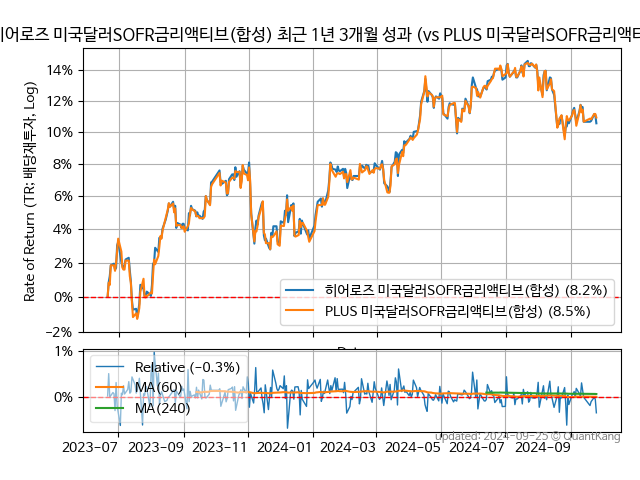 히어로즈 미국달러SOFR금리액티브(합성) 최근 1년 3개월 성과 (vs PLUS 미국달러SOFR금리액티
Rate of Return (TR: 배당재투자, Log)
14%
12%
10%
8%
6%
4%
2%
0%
−2%
히어로즈 미국달러SOFR금리액티브(합성) (8.2%)
PLUS 미국달러SOFR금리액티브(합성) (8.5%)
1%
0%
Relative (−0.3%)
MA(60)
MA(240)
2023−07 2023−09 2023−11 2024−01 2024−03 2024−05 2024−07 2024−09
updated: 2024-09-25 © QuantKang